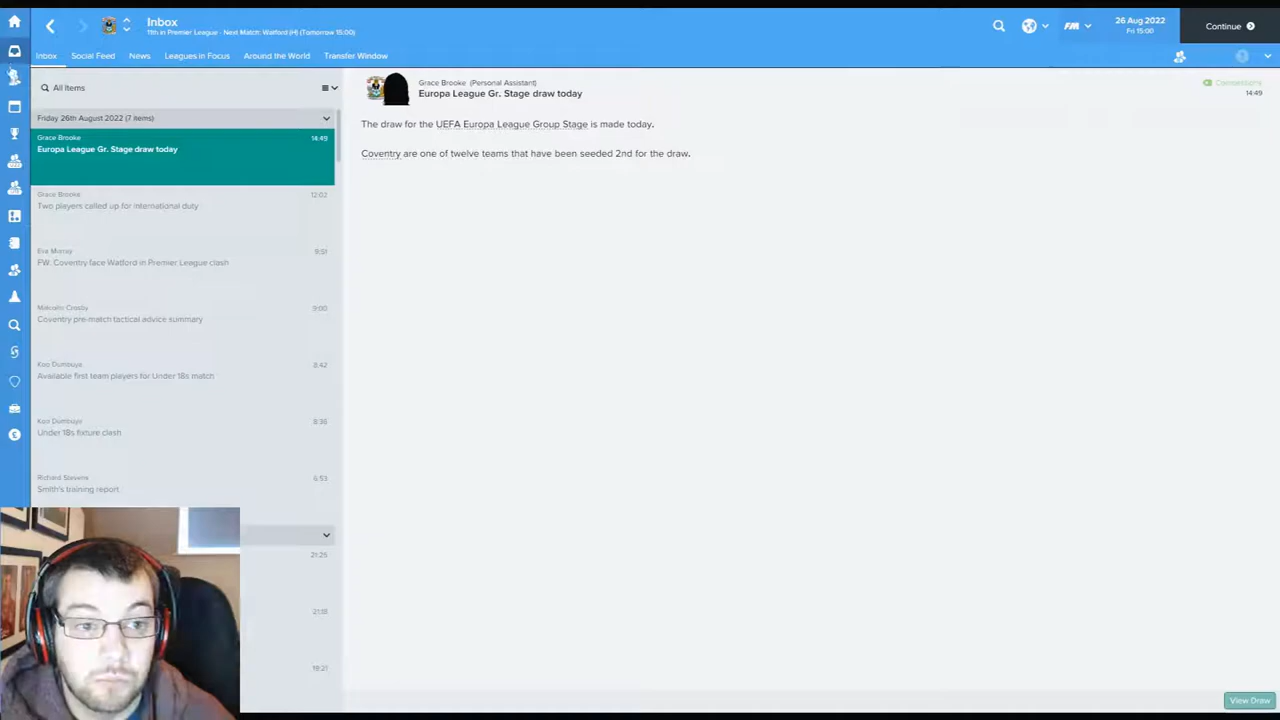 Inbox
11th in Premier League - Next Match: Watford (H) (Tomorrow 15:00)
FM
26 Aug 2022
Fri 15:00
Continue
Inbox
Social Feed
News
Leagues in Focus
Around the World
Transfer Window
All Items
Friday 26th August 2022 (7 items)
Grace Brooke
14:49
Europa League Gr. Stage draw today
Grace Brooke
12:02
Two players called up for international duty
Eva Murray
9:51
FW: Coventry face Watford in Premier League clash
Malcolm Crosby
9:00
Coventry pre-match tactical advice summary
Koo Dumbuya
8:42
Available first team players for Under 18s match
Koo Dumbuya
8:36
Under 18s fixture clash
Richard Stevens
6:53
Smith's training report
21:25
21:18
19:21
Grace Brooke (Personal Assistant)
Europa League Gr. Stage draw today
Commentary
14:49
The draw for the UEFA Europa League Group Stage is made today.
Coventry are one of twelve teams that have been seeded 2nd for the draw.
View Draw